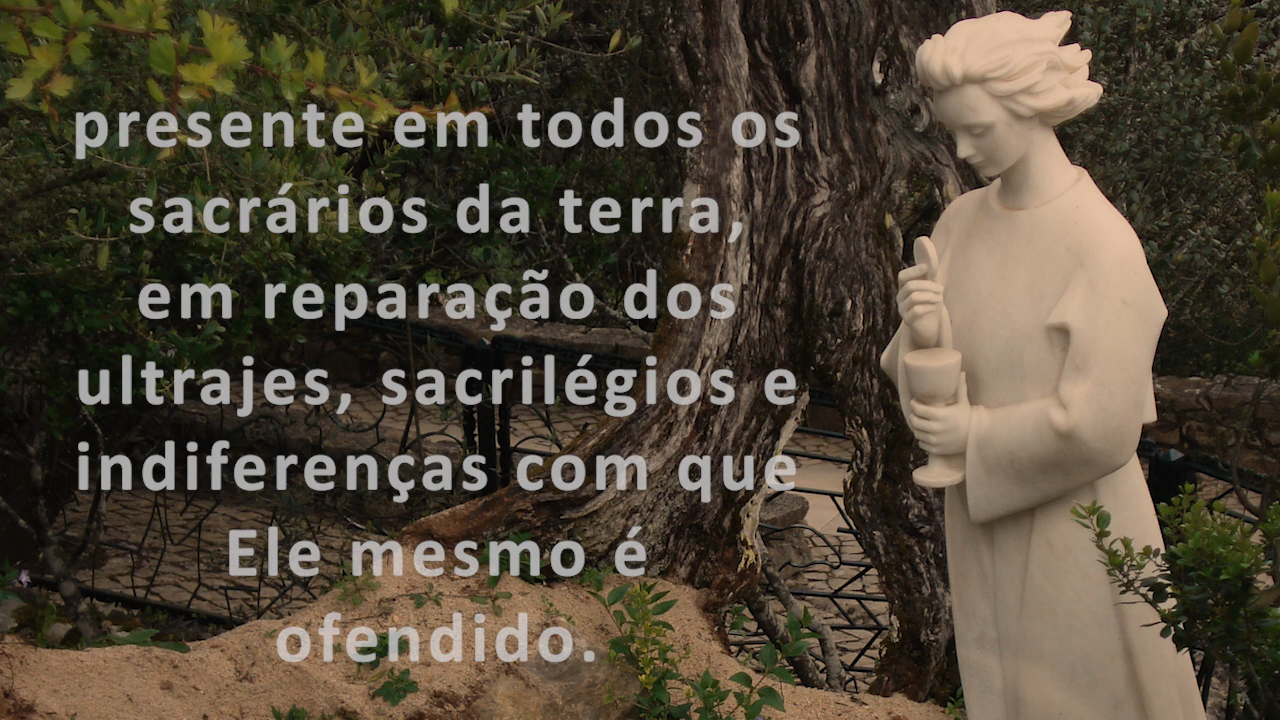 presente em todos os
sacrários da terra,
em reparação dos
ultrajes, sacrilégios e
indiferenças com que
Ele mesmo é
ofendido.